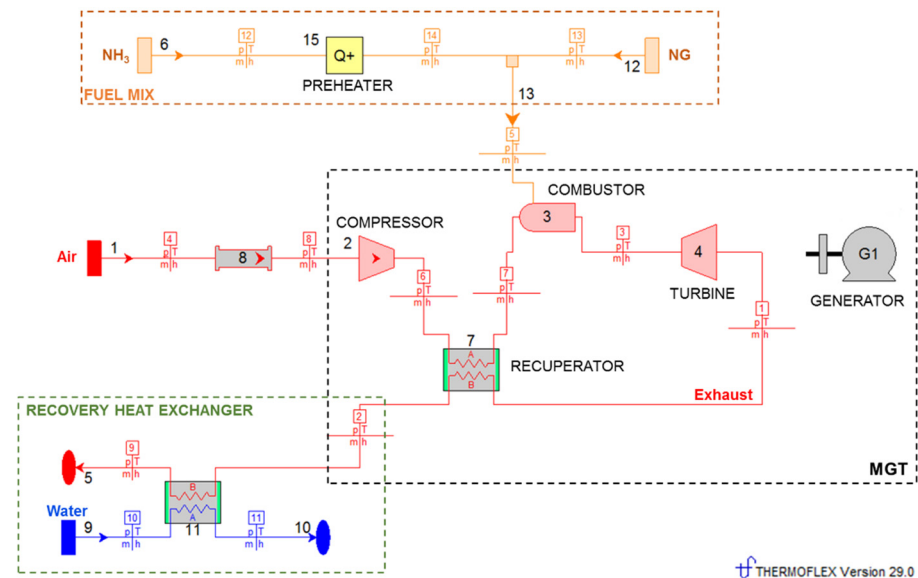 12
14
13
NH₃
6
15
Q+
12
NG
p T
m h
p T
m h
p T
m h
PREHEATER
FUEL MIX
13
5
p T
m h
COMBUSTOR
3
COMPRESSOR
2
Air
1
4
p T
m h
8
8
p T
m h
3
p T
m h
4
TURBINE
G1
GENERATOR
6
p T
m h
7
p T
m h
1
p T
m h
7
A
B
RECUPERATOR
Exhaust
RECOVERY HEAT EXCHANGER
2
p T
m h
MGT
9
p T
m h
5
B
A
11
Water
9
10
p T
m h
11
p T
m h
10
THERMOFLEX Version 29.0